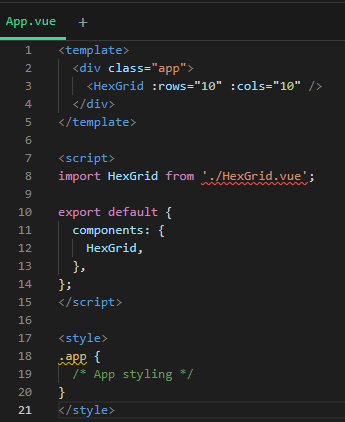 App.vue +
1 <template>
2 <div class="app">
3 <HexGrid :rows="10" :cols="10" />
4 </div>
5 </template>
6
7 <script>
8 import HexGrid from './HexGrid.vue';
9
10 export default {
11 components: {
12 HexGrid,
13 },
14 };
15 </script>
16
17 <style>
18 .app {
19 /* App styling */
20 }
21 </style>